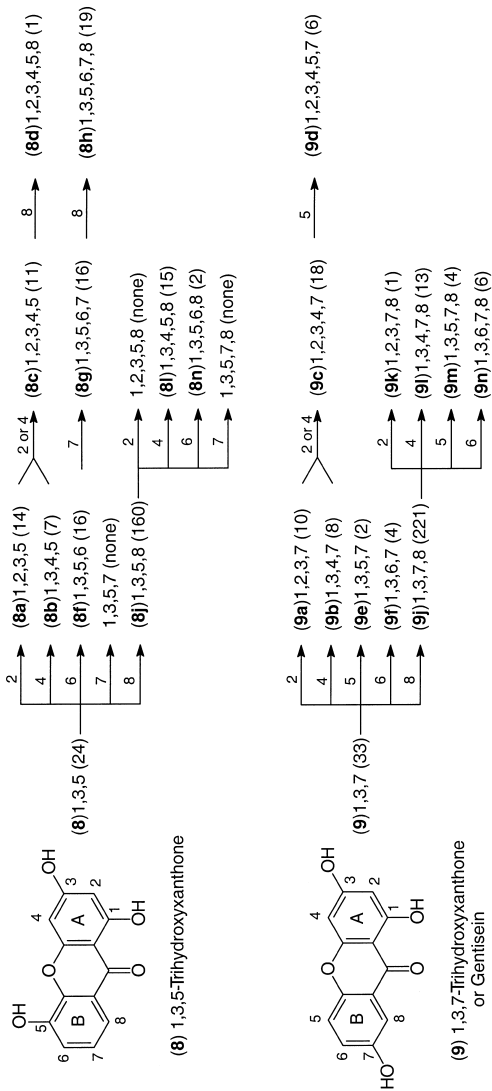 OH
5
O
4
OH
3
6
B
A
7
2
8
1
O
OH
(8) 1,3,5-Trihydroxyxanthone
(8)1,3,5 (24)
2
(8a)1,2,3,5 (14)
4
(8b)1,3,4,5 (7)
6
(8f)1,3,5,6 (16)
7
1,3,5,7 (none)
8
(8j)1,3,5,8 (160)
2 or 4
(8c)1,2,3,4,5 (11)
8
(8d)1,2,3,4,5,8 (1)
7
(8g)1,3,5,6,7 (16)
8
(8h)1,3,5,6,7,8 (19)
2
1,2,3,5,8 (none)
4
(8l)1,3,4,5,8 (15)
6
(8n)1,3,5,6,8 (2)
7
1,3,5,7,8 (none)
5
O
4
OH
3
6
B
A
2
HO
7
8
1
O
OH
(9) 1,3,7-Trihydroxyxanthone
or Gentisein
(9)1,3,7 (33)
2
(9a)1,2,3,7 (10)
4
(9b)1,3,4,7 (8)
5
(9e)1,3,5,7 (2)
6
(9f)1,3,6,7 (4)
8
(9j)1,3,7,8 (221)
2 or 4
(9c)1,2,3,4,7 (18)
5
(9d)1,2,3,4,5,7 (6)
2
(9k)1,2,3,7,8 (1)
4
(9l)1,3,4,7,8 (13)
5
(9m)1,3,5,7,8 (4)
6
(9n)1,3,6,7,8 (6)